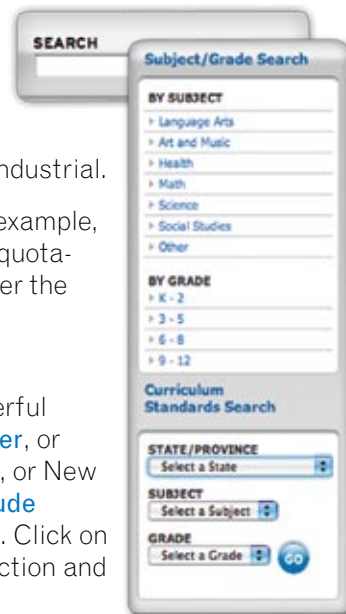 SEARCH
Subject/Grade Search
BY SUBJECT
Language Arts
Art and Music
Health
Math
Science
Social Studies
Other
BY GRADE
K - 2
3 - 5
6 - 8
9 - 12
Curriculum
Standards Search
STATE/PROVINCE
Select a State
SUBJECT
Select a Subject
GRADE
Select a Grade GO
ndustrial.
example,
quota-
er the
erful
er, or
, or New
ude
. Click on
ction and